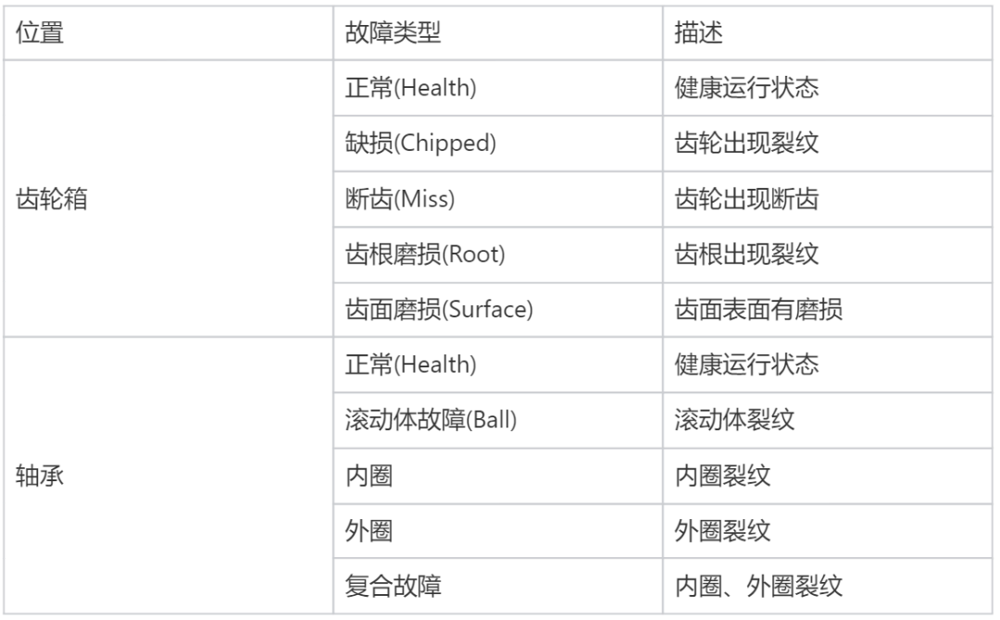 位置 故障类型 描述
正常(Health) 健康运行状态
缺损(Chipped) 齿轮出现裂纹
齿轮箱 断齿(Miss) 齿轮出现断齿
齿根磨损(Root) 齿根出现裂纹
齿面磨损(Surface) 齿面表面有磨损
正常(Health) 健康运行状态
滚动体故障(Ball) 滚动体裂纹
轴承 内圈 内圈裂纹
外圈 外圈裂纹
复合故障 内圈、外圈裂纹